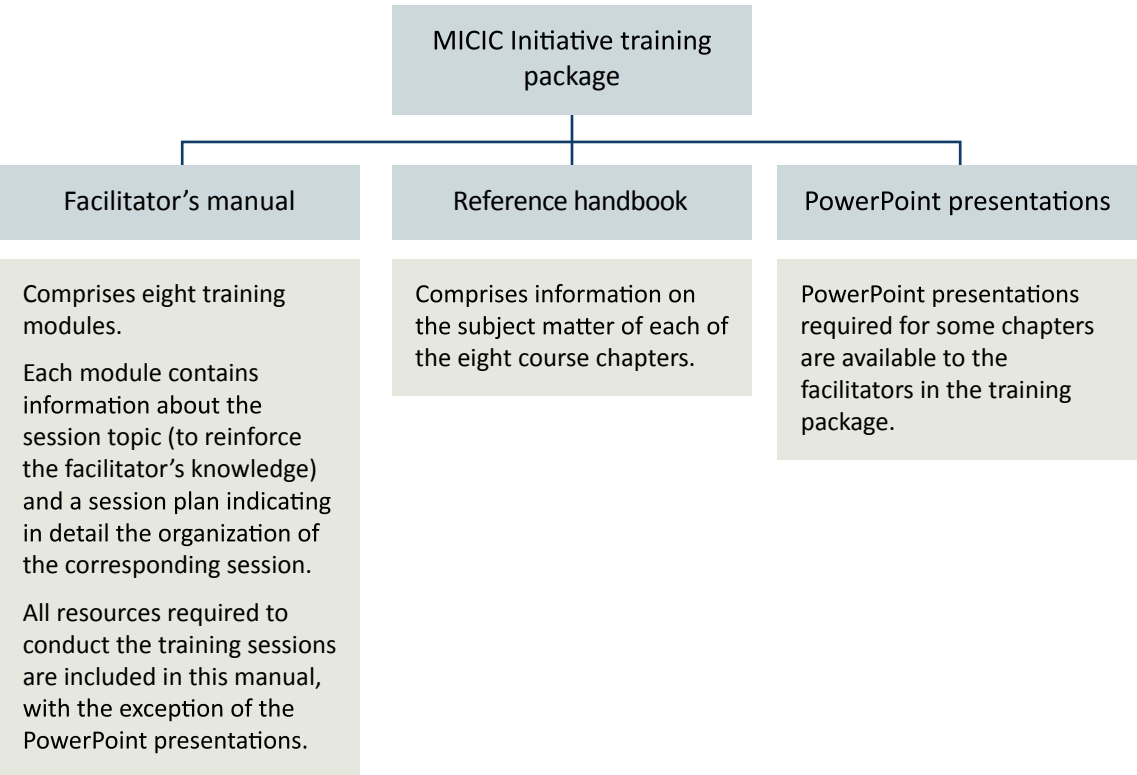 MICIC Initiative training
package
Facilitator’s manual
Reference handbook
PowerPoint presentations
Comprises eight training
modules.
Each module contains
information about the
session topic (to reinforce
the facilitator’s knowledge)
and a session plan indicating
in detail the organization of
the corresponding session.
All resources required to
conduct the training sessions
are included in this manual,
with the exception of the
PowerPoint presentations.
Comprises information on
the subject matter of each of
the eight course chapters.
PowerPoint presentations
required for some chapters
are available to the
facilitators in the training
package.